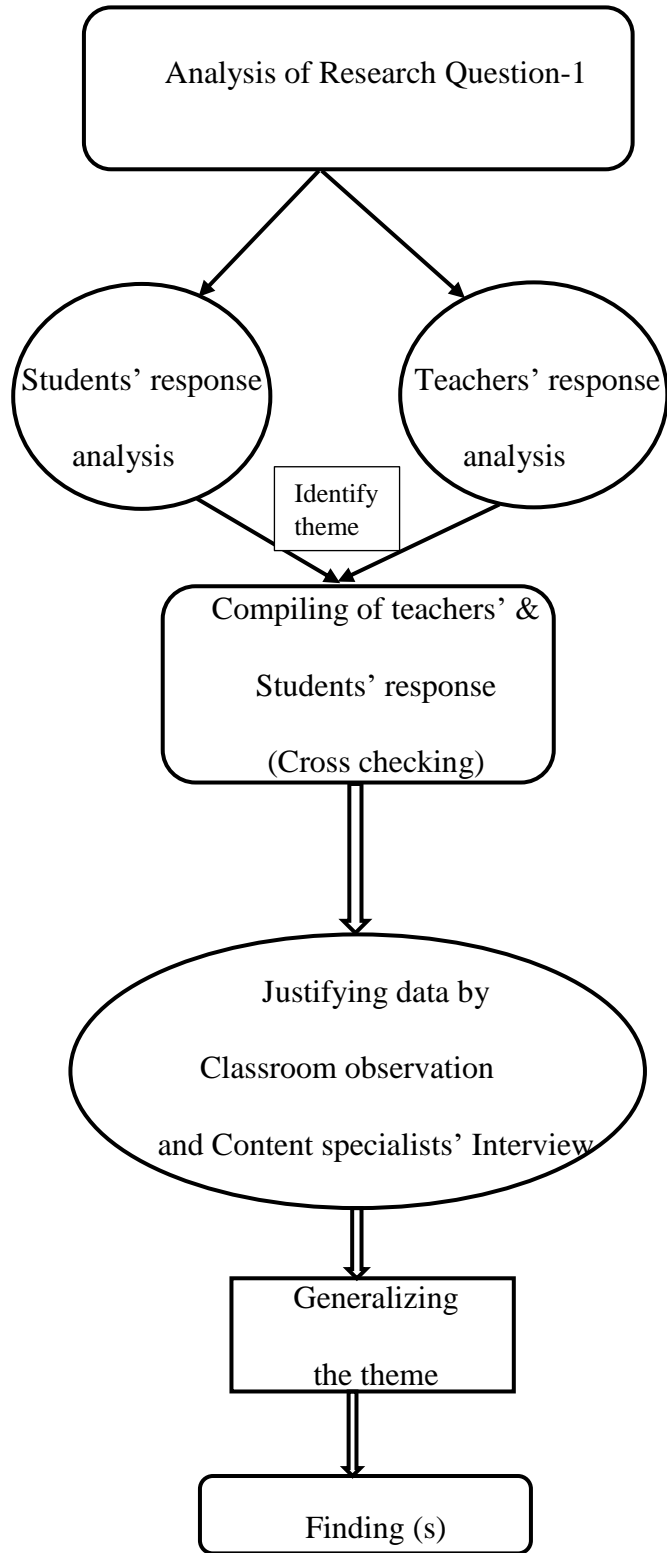 Analysis of Research Question-1
Students’ response
analysis
Teachers’ response
analysis
Identify
theme
Compiling of teachers’ &
Students’ response
(Cross checking)
Justifying data by
Classroom observation
and Content specialists’ Interview
Generalizing
the theme
Finding (s)